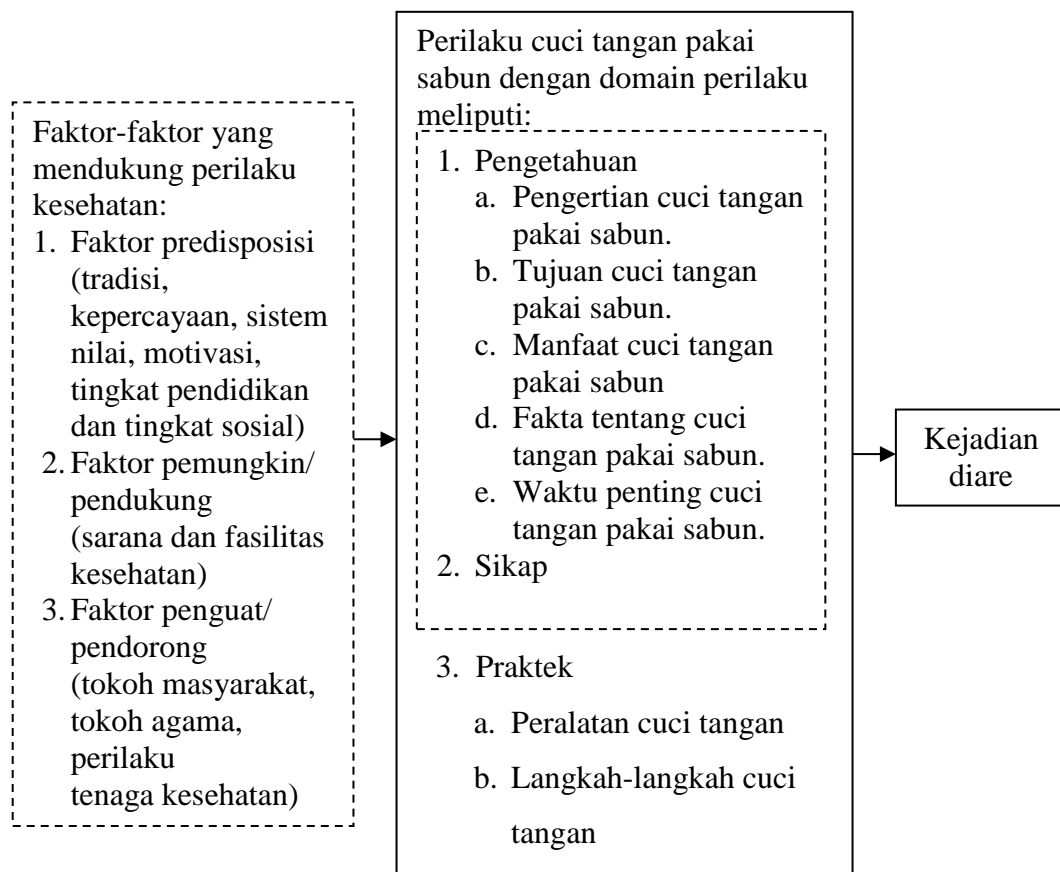 Faktor-faktor yang
mendukung perilaku
kesehatan:
1. Faktor predisposisi
(tradisi,
kepercayaan, sistem
nilai, motivasi,
tingkat pendidikan
dan tingkat sosial)
2. Faktor pemungkin/
pendukung
(sarana dan fasilitas
kesehatan)
3. Faktor penguat/
pendorong
(tokoh masyarakat,
tokoh agama,
perilaku
tenaga kesehatan)
Perilaku cuci tangan pakai
sabun dengan domain perilaku
meliputi:
1. Pengetahuan
a. Pengertian cuci tangan
pakai sabun.
b. Tujuan cuci tangan
pakai sabun.
c. Manfaat cuci tangan
pakai sabun
d. Fakta tentang cuci
tangan pakai sabun.
e. Waktu penting cuci
tangan pakai sabun.
2. Sikap
3. Praktek
a. Peralatan cuci tangan
b. Langkah-langkah cuci
tangan
Kejadian
diare